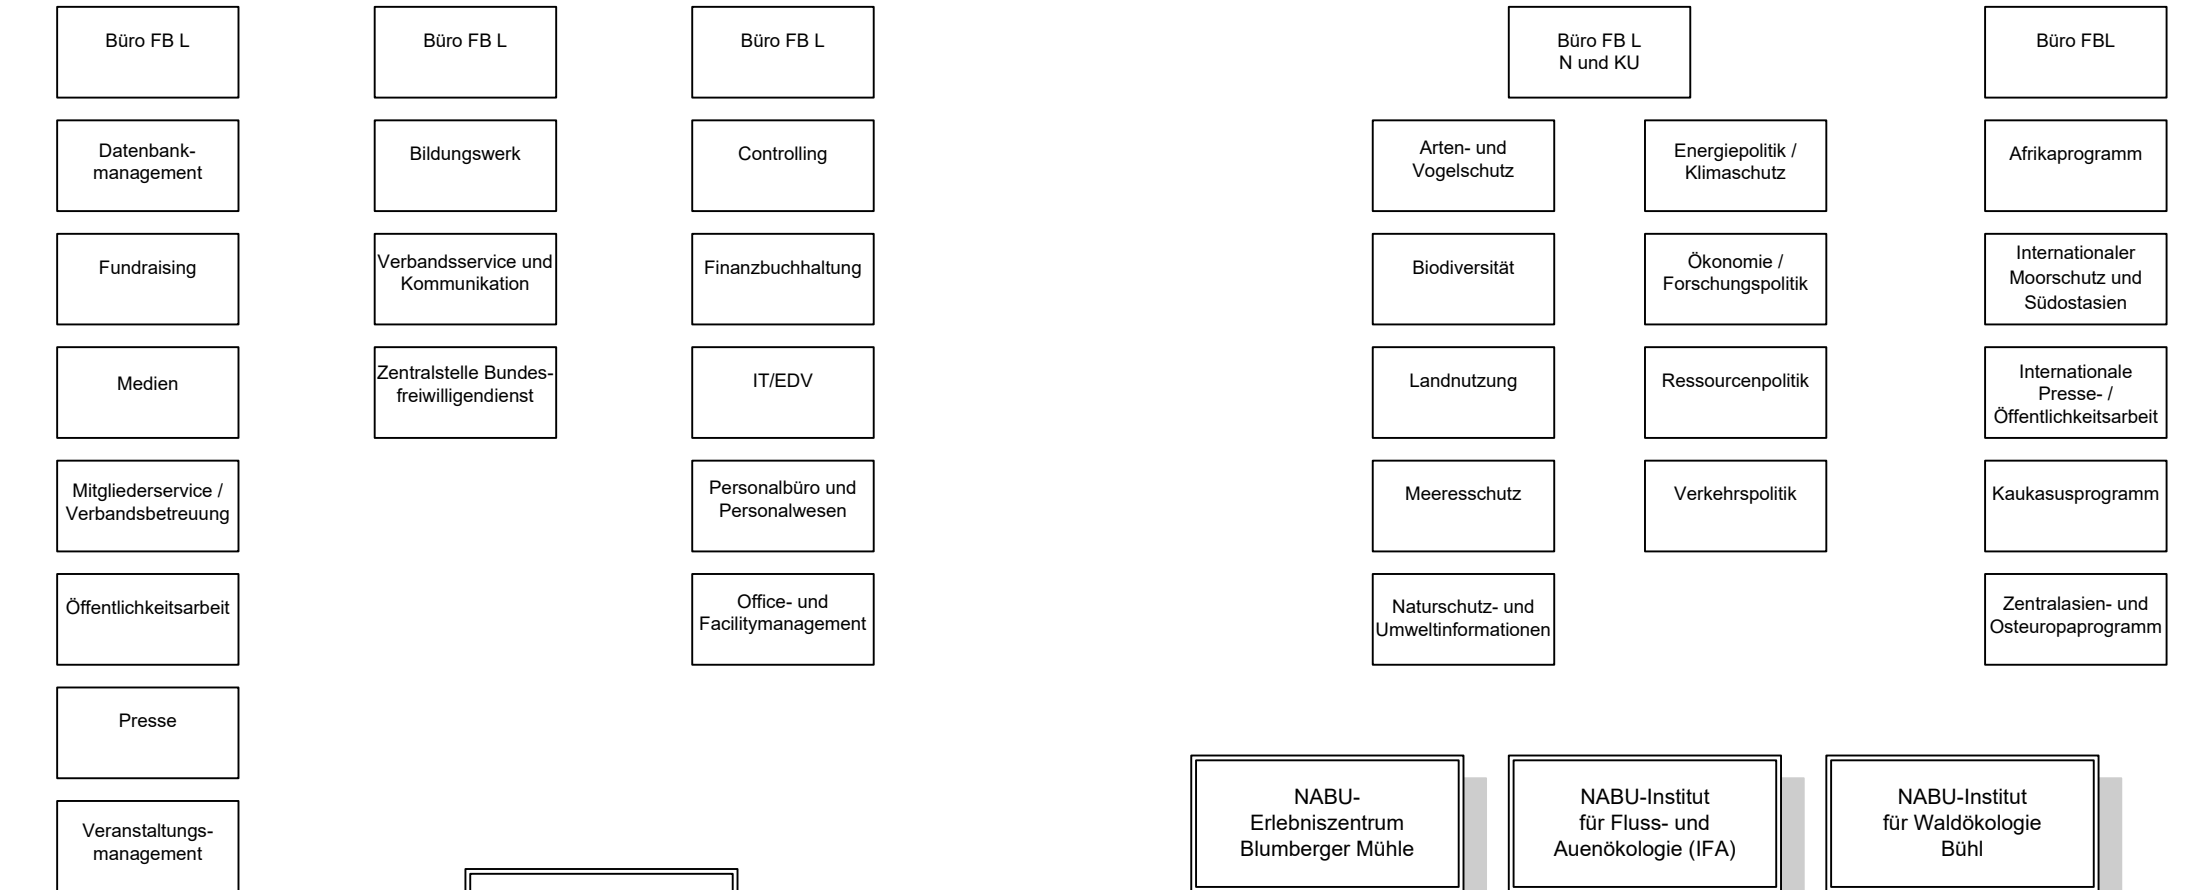 Büro FB L
Datenbank-
management
Fundraising
Medien
Mitgliederservice /
Verbandsbetreuung
Öffentlichkeitsarbeit
Presse
Veranstaltungs-
management
Büro FB L
Bildungswerk
Verbandsservice und
Kommunikation
Zentralstelle Bundes-
freiwilligendienst
Büro FB L
Controlling
Finanzbuchhaltung
IT/EDV
Personalbüro und
Personalwesen
Office- und
Facilitymanagement
Büro FB L
N und KU
Arten- und
Vogelschutz
Biodiversität
Landnutzung
Meeresschutz
Naturschutz- und
Umweltinformationen
Energiepolitik /
Klimaschutz
Ökonomie /
Forschungspolitik
Ressourcenpolitik
Verkehrspolitik
Büro FBL
Afrikaprogramm
Internationaler
Moorschutz und
Südostasien
Internationale
Presse- /
Öffentlichkeitsarbeit
Kaukasusprogramm
Zentralasien- und
Osteuropaprogramm
NABU-
Erlebniszentrum
Blumberger Mühle
NABU-Institut
für Fluss- und
Auenökologie (IFA)
NABU-Institut
für Waldökologie
Bühl